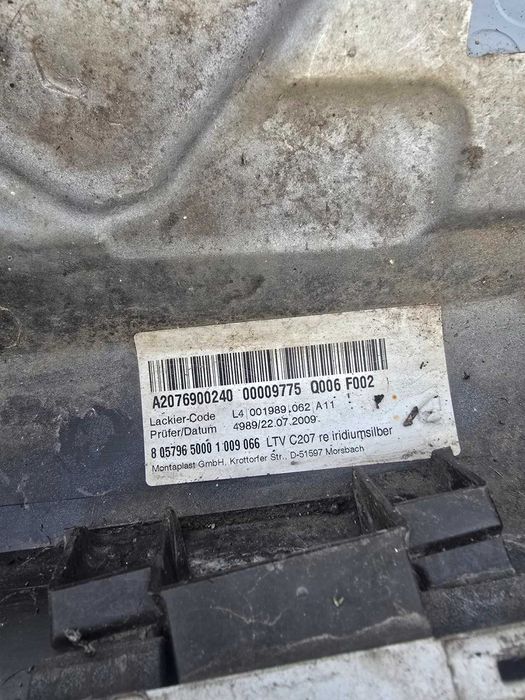 A2076900240 00009775 Q006 F002
Lackier-Code L4 001989.062 A11
Prüfer/Datum 4989/22.07.2009
8 05796 5000 1 009 066 LTV C207 re iridiumsilber
Montaplast GmbH, Krottorfer Str., D-51597 Morsbach